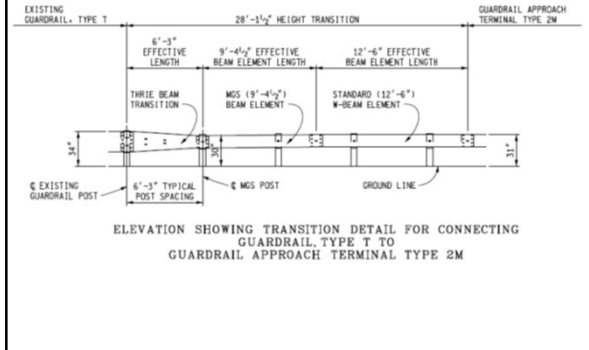 EXISTING
GUARDRAIL, TYPE T
28'-1½" HEIGHT TRANSITION
GUARDRAIL APPROACH
TERMINAL TYPE 2M
6'-3"
EFFECTIVE
LENGTH
9'-4½" EFFECTIVE
BEAM ELEMENT LENGTH
12'-6" EFFECTIVE
BEAM ELEMENT LENGTH
THRIE BEAM
TRANSITION
MGS (9'-4½")
BEAM ELEMENT
STANDARD (12'-6")
W-BEAM ELEMENT
34"
30"
31"
℄ EXISTING
GUARDRAIL POST
6'-3" TYPICAL
POST SPACING
℄ MGS POST
GROUND LINE
ELEVATION SHOWING TRANSITION DETAIL FOR CONNECTING
GUARDRAIL, TYPE T TO
GUARDRAIL APPROACH TERMINAL TYPE 2M